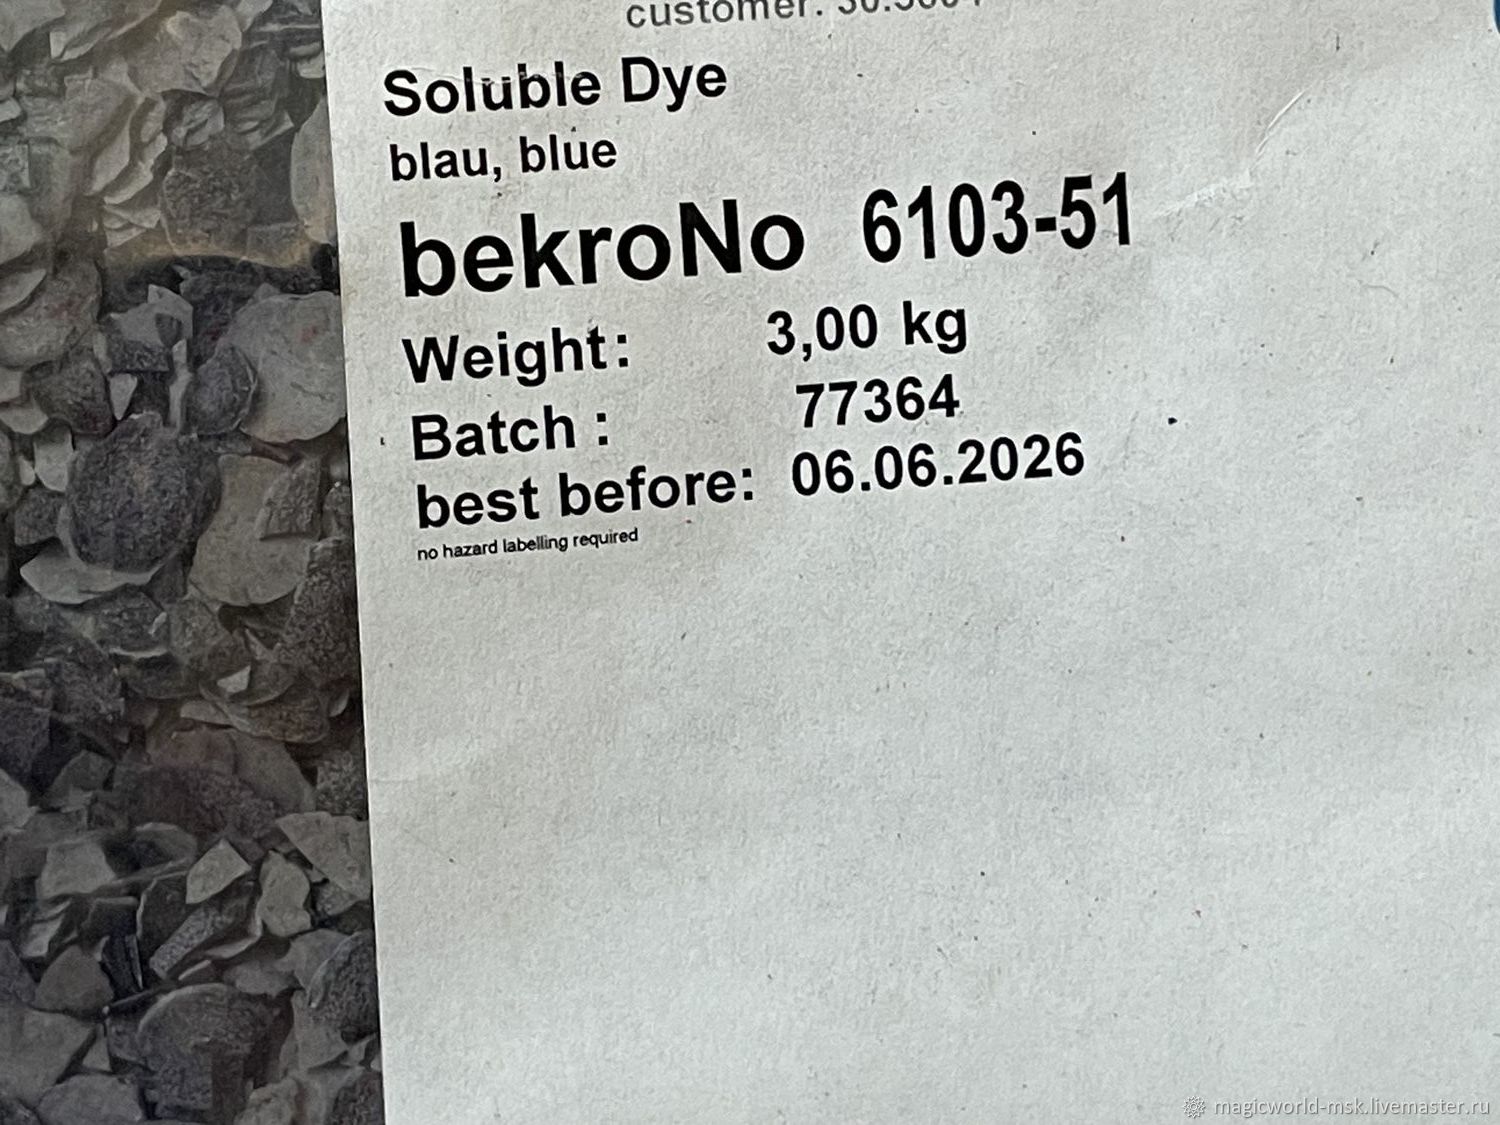 customer:
Soluble Dye
blau, blue
bekroNo 6103-51
Weight: 3,00 kg
Batch : 77364
best before: 06.06.2026
no hazard labelling required
magicworld-msk.livemaster.ru